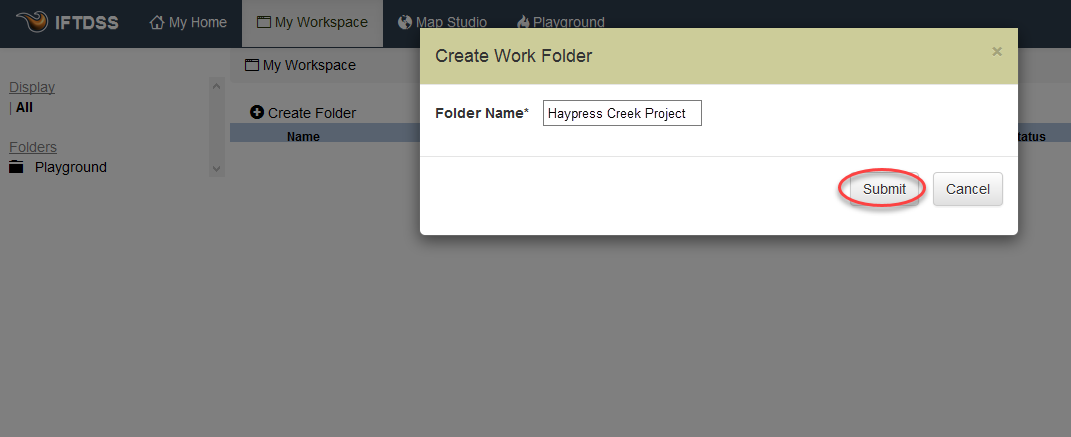 IFTDSS My Home My Workspace Map Studio Playground
Create Work Folder ×
Display
| All
Folders
Playground
My Workspace
Create Folder
Name tatus
Folder Name* Haypress Creek Project
Submit Cancel